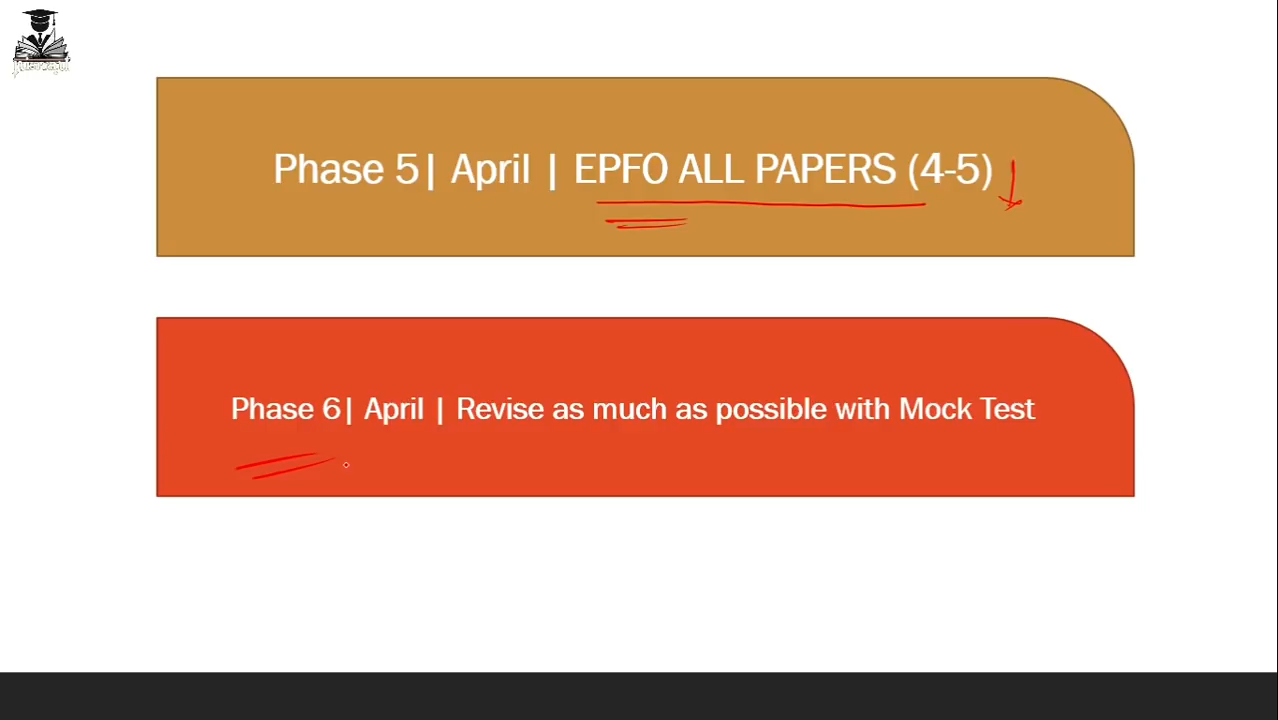 Phase 5| April | EPFO ALL PAPERS (4-5)
Phase 6| April | Revise as much as possible with Mock Test